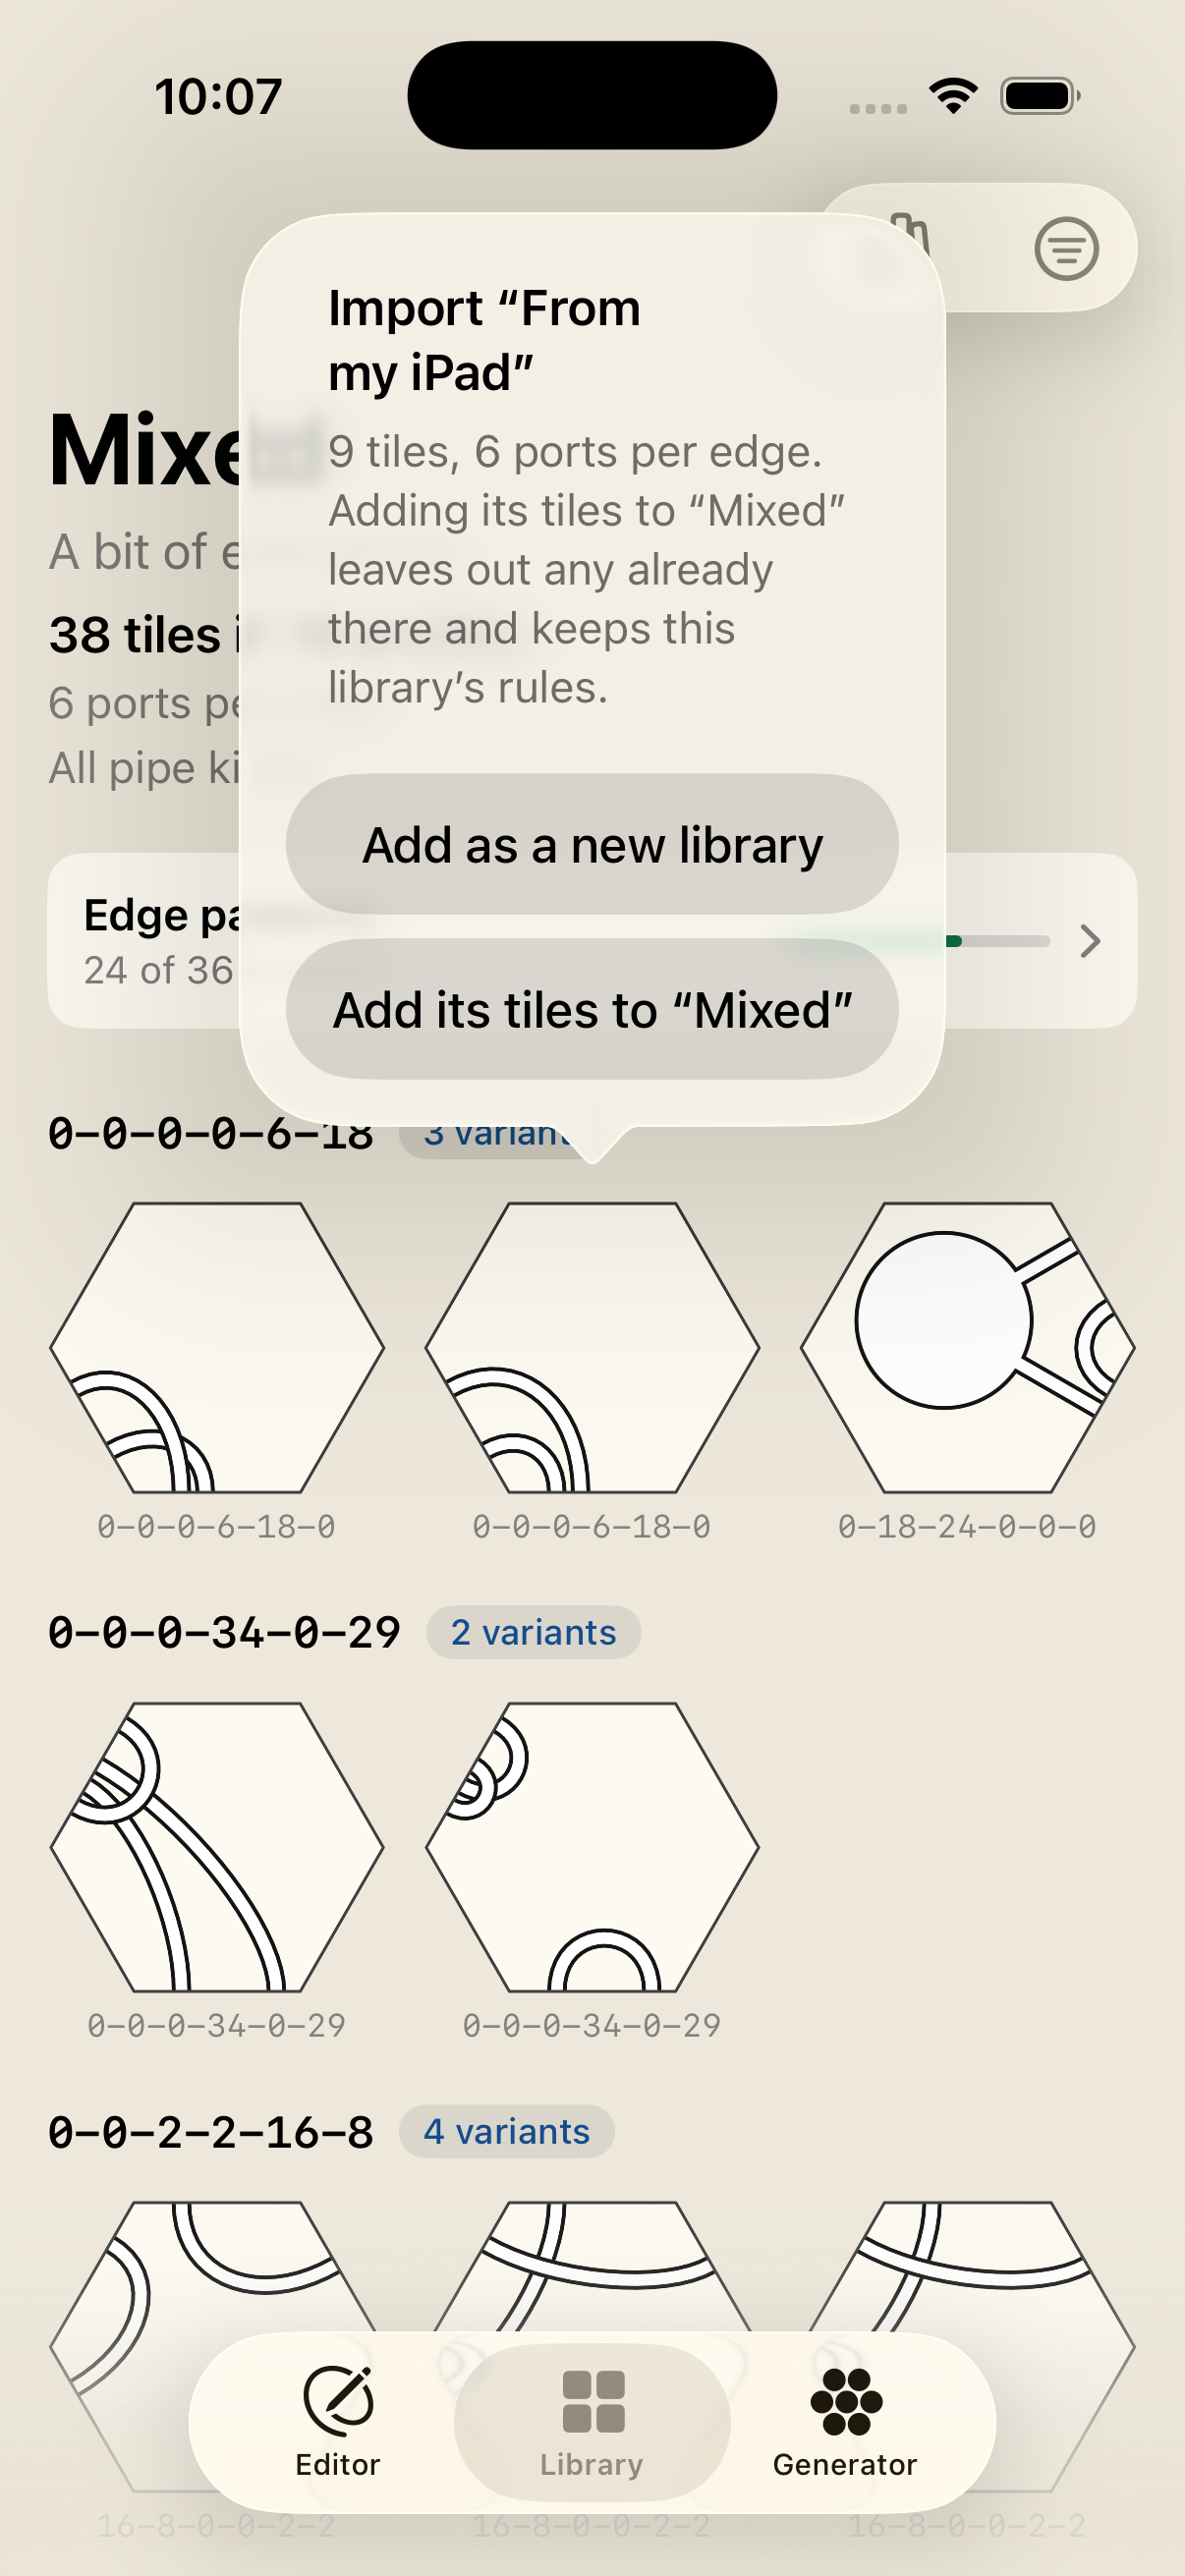 10:07
Import “From
my iPad”
9 tiles, 6 ports per edge.
Adding its tiles to “Mixed”
leaves out any already
there and keeps this
library’s rules.
Add as a new library
Add its tiles to “Mixed”
Mixed
A bit of
38 tiles
6 ports
All pipe
Edge
24 of 36
0–0–0–0–6–18
3 variants
0–0–0–6–18–0
0–0–0–6–18–0
0–18–24–0–0–0
0–0–0–34–0–29
2 variants
0–0–0–34–0–29
0–0–0–34–0–29
0–0–2–2–16–8
4 variants
Editor
Library
Generator
16–8–0–0–2–2
16–8–0–0–2–2
16–8–0–0–2–2